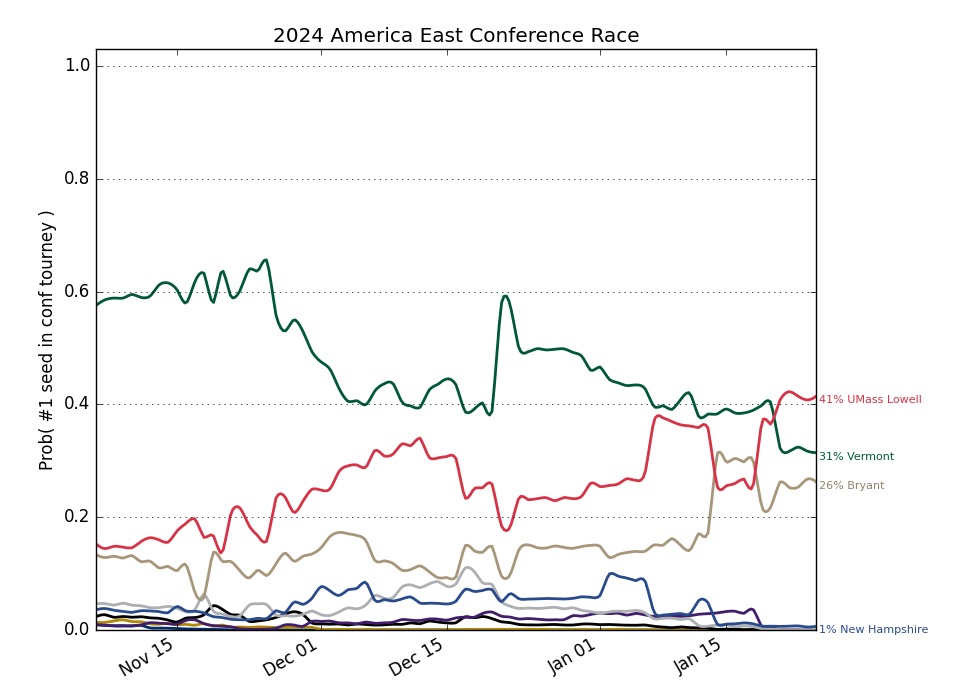 2024 America East Conference Race
Prob( #1 seed in conf tourney )
1.0
0.8
0.6
0.4
0.2
0.0
41% UMass Lowell
31% Vermont
26% Bryant
1% New Hampshire
Nov 15
Dec 01
Dec 15
Jan 01
Jan 15